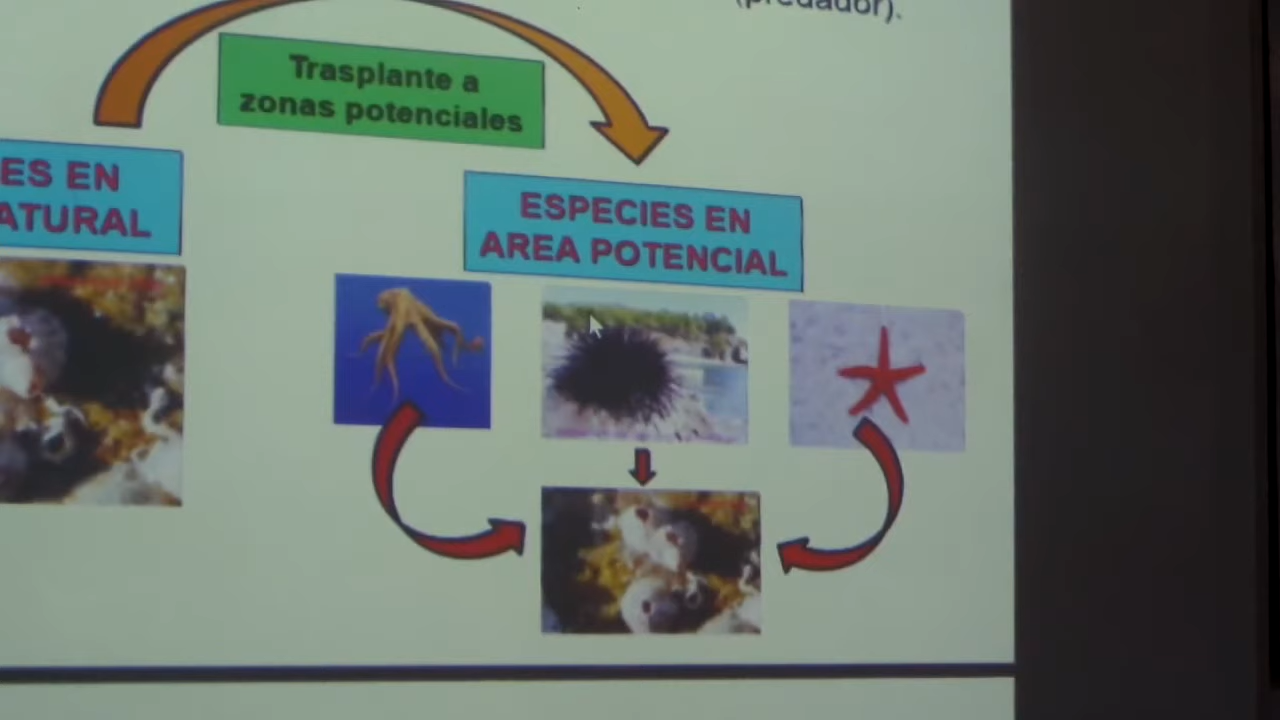 (predador).
Trasplante a
zonas potenciales
ES EN
ATURAL
ESPECIES EN
AREA POTENCIAL